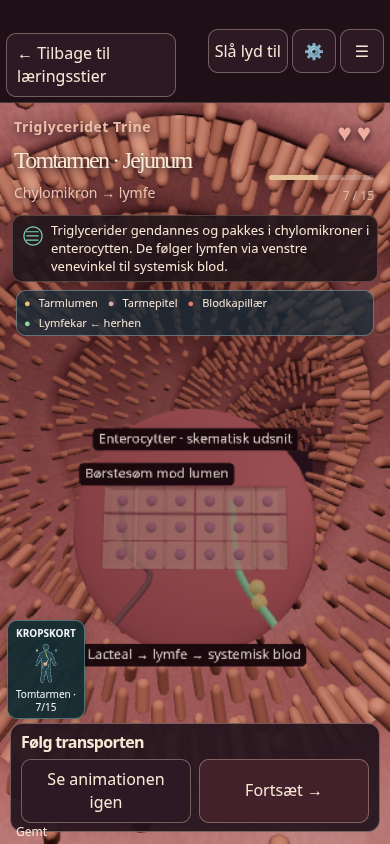 ← Tilbage til
læringsstier
Slå lyd til
⚙️
☰
Triglyceridet Trine
♥ ♥
Tomtarmen · Jejunum
Chylomikron → lymfe
7 / 15
Triglycerider gendannes og pakkes i chylomikroner i
enterocytten. De følger lymfen via venstre
venevinkel til systemisk blod.
● Tarmlumen ● Tarmepitel ● Blodkapillær
● Lymfekar ← herhen
Enterocytter · skematisk udsnit
Børstesøm mod lumen
KROPSKORT
Tomtarmen ·
7/15
Lacteal → lymfe → systemisk blod
Følg transporten
Se animationen
igen
Fortsæt →
Gemt